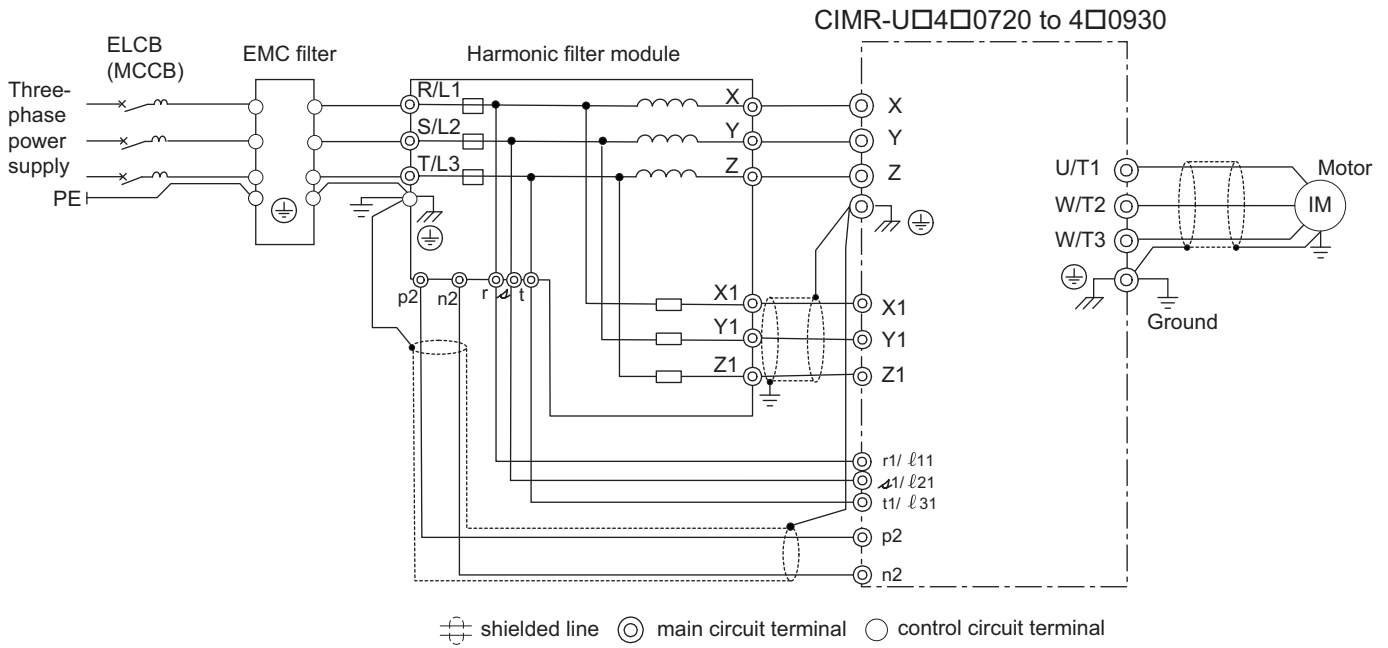 CIMR-U□4□0720 to 4□0930
ELCB
(MCCB)
EMC filter
Harmonic filter module
Three-
phase
power
supply
PE
R/L1
S/L2
T/L3
X
Y
Z
X
Y
Z
U/T1
W/T2
W/T3
Motor
IM
Ground
p2
n2
r
s
t
X1
Y1
Z1
X1
Y1
Z1
r1/ ℓ11
s1/ ℓ21
t1/ ℓ31
p2
n2
shielded line
main circuit terminal
control circuit terminal